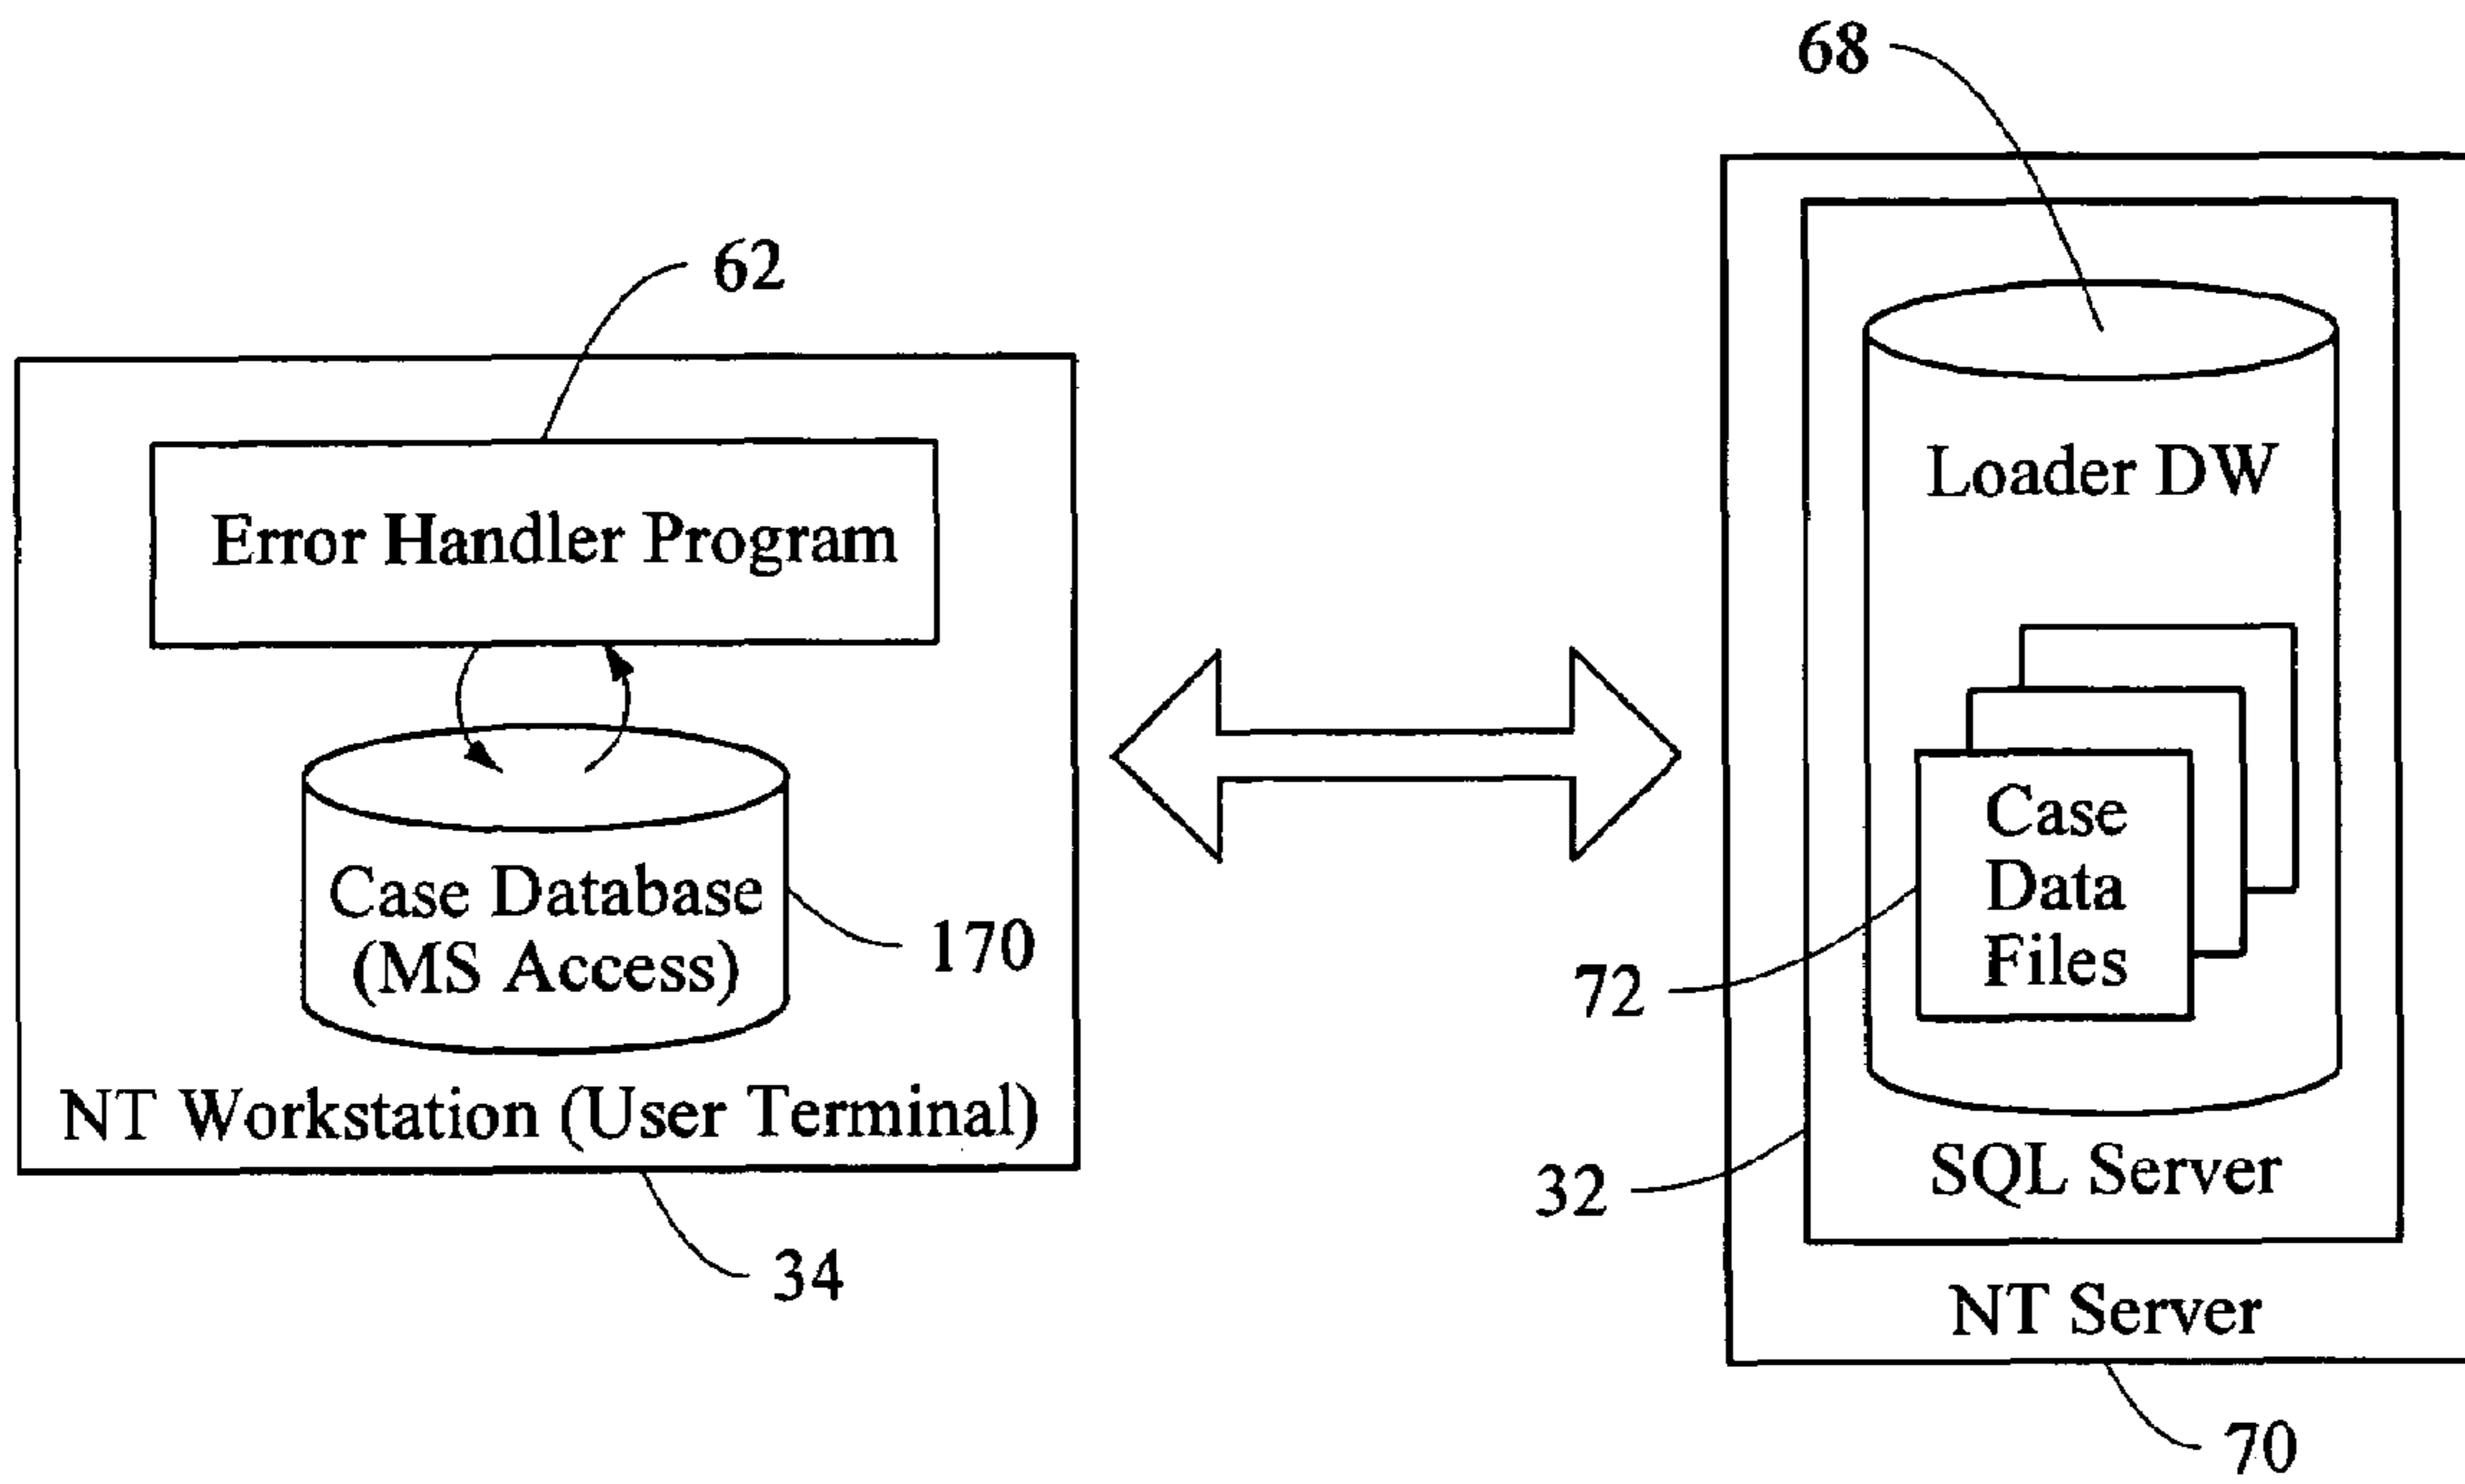 68
62
Error Handler Program
Case Database
(MS Access)
170
NT Workstation (User Terminal)
34
Loader DW
Case
Data
Files
72
SQL Server
32
NT Server
70